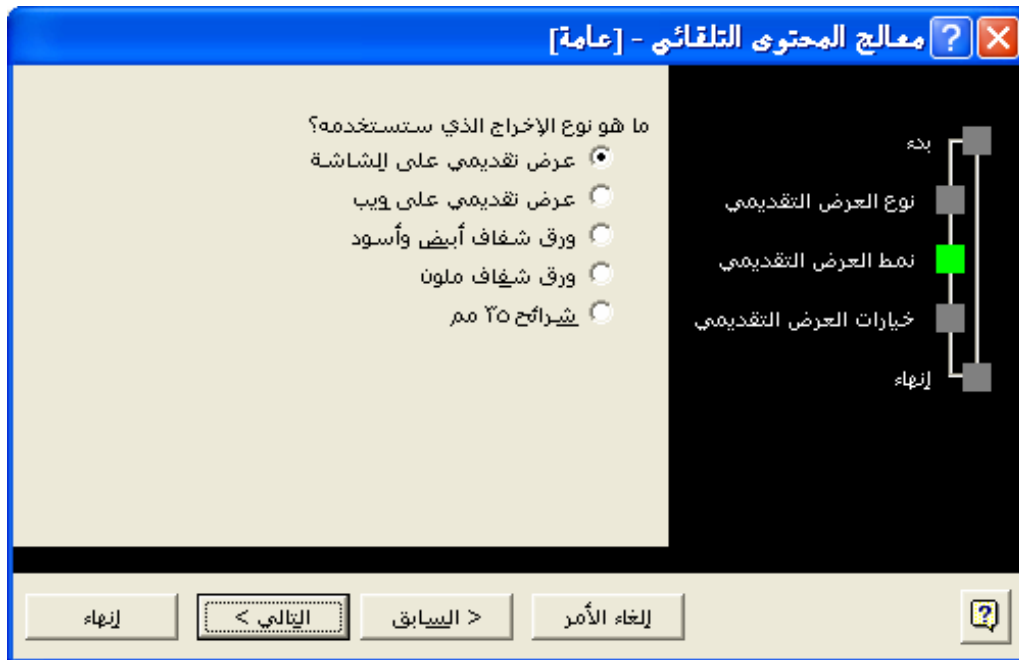 معالج المحتوى التلقائي - [عامة]
بدء
نوع العرض التقديمي
نمط العرض التقديمي
خيارات العرض التقديمي
إنهاء
ما هو نوع الإخراج الذي ستستخدمه؟
عرض تقديمي على الشاشة
عرض تقديمي على ويب
ورق شفاف أبيض وأسود
ورق شفاف ملون
شرائح ٣٥ مم
إلغاء الأمر
< السابق
التالي >
إنهاء